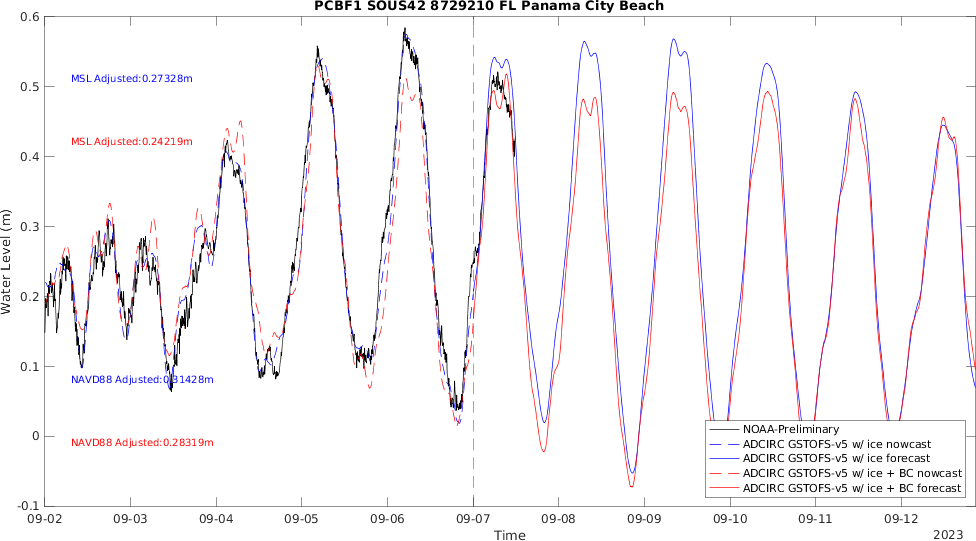 PCBF1 SOUS42 8729210 FL Panama City Beach
0.6
0.5
0.4
0.3
0.2
0.1
0
-0.1
Water Level (m)
MSL Adjusted:0.27328m
MSL Adjusted:0.24219m
NAVD88 Adjusted:0.31428m
NAVD88 Adjusted:0.28319m
NOAA-Preliminary
ADCIRC GSTOFS-v5 w/ ice nowcast
ADCIRC GSTOFS-v5 w/ ice forecast
ADCIRC GSTOFS-v5 w/ ice + BC nowcast
ADCIRC GSTOFS-v5 w/ ice + BC forecast
09-02 09-03 09-04 09-05 09-06 09-07 09-08 09-09 09-10 09-11 09-12
Time
2023